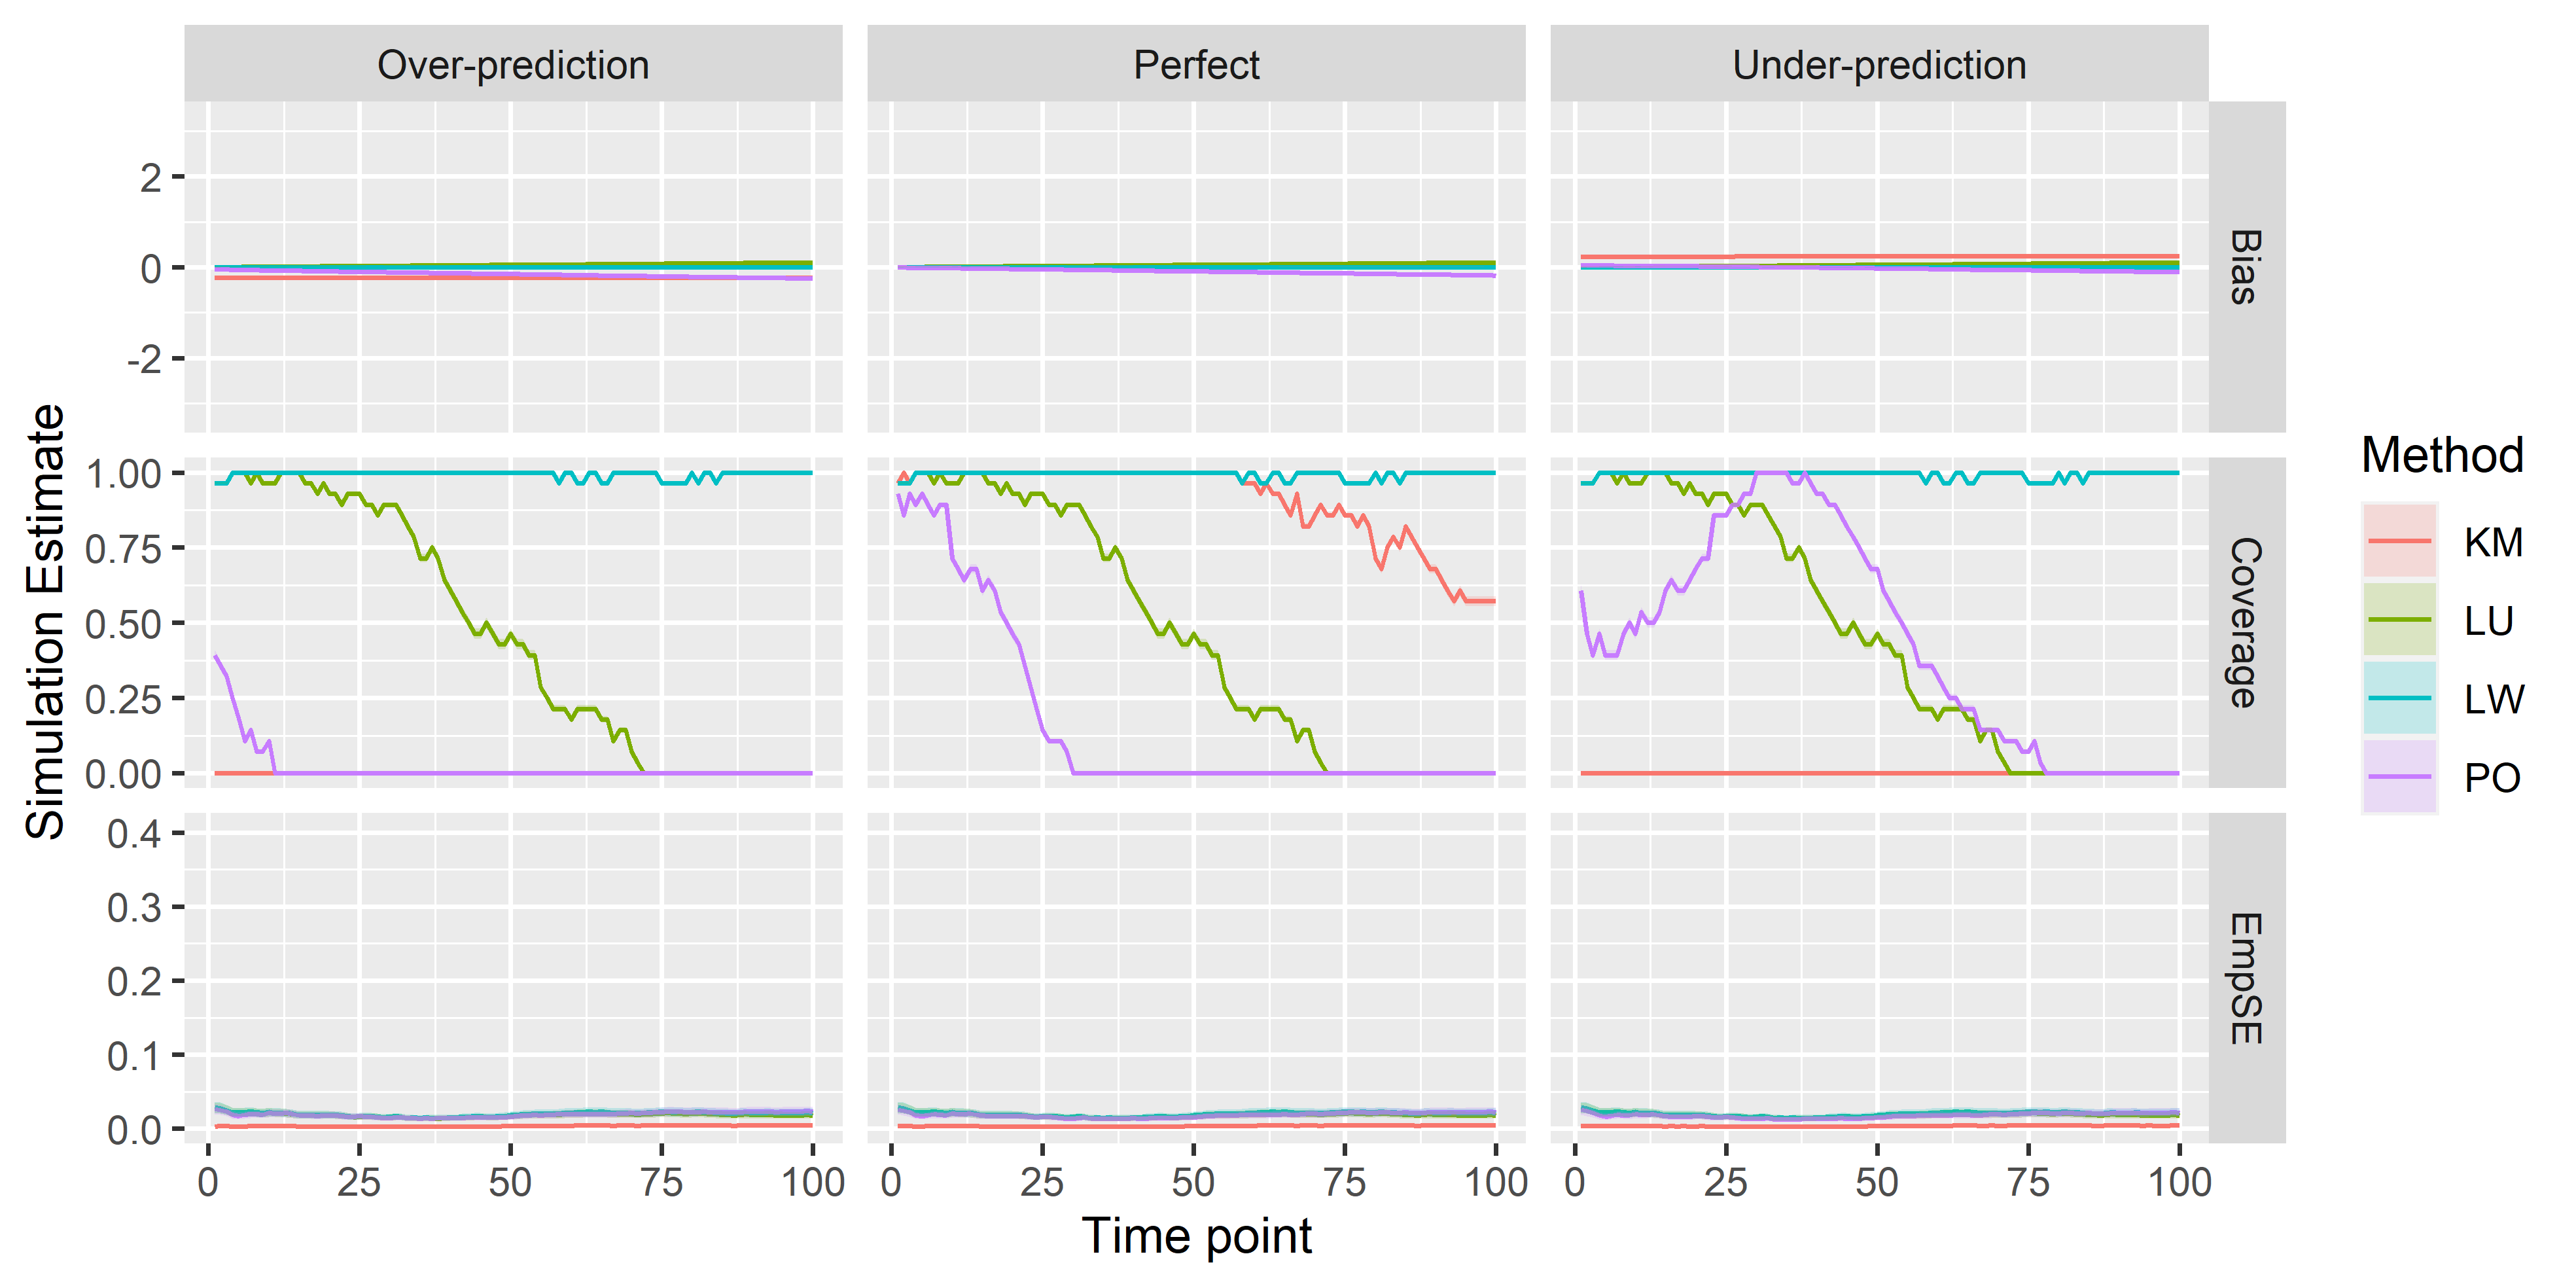 Over-prediction
Perfect
Under-prediction
2
0
-2
Bias
1.00
0.75
0.50
0.25
0.00
Coverage
0.4
0.3
0.2
0.1
0.0
EmpSE
0 25 50 75 100
0 25 50 75 100
0 25 50 75 100
Time point
Simulation Estimate
Method
KM
LU
LW
PO